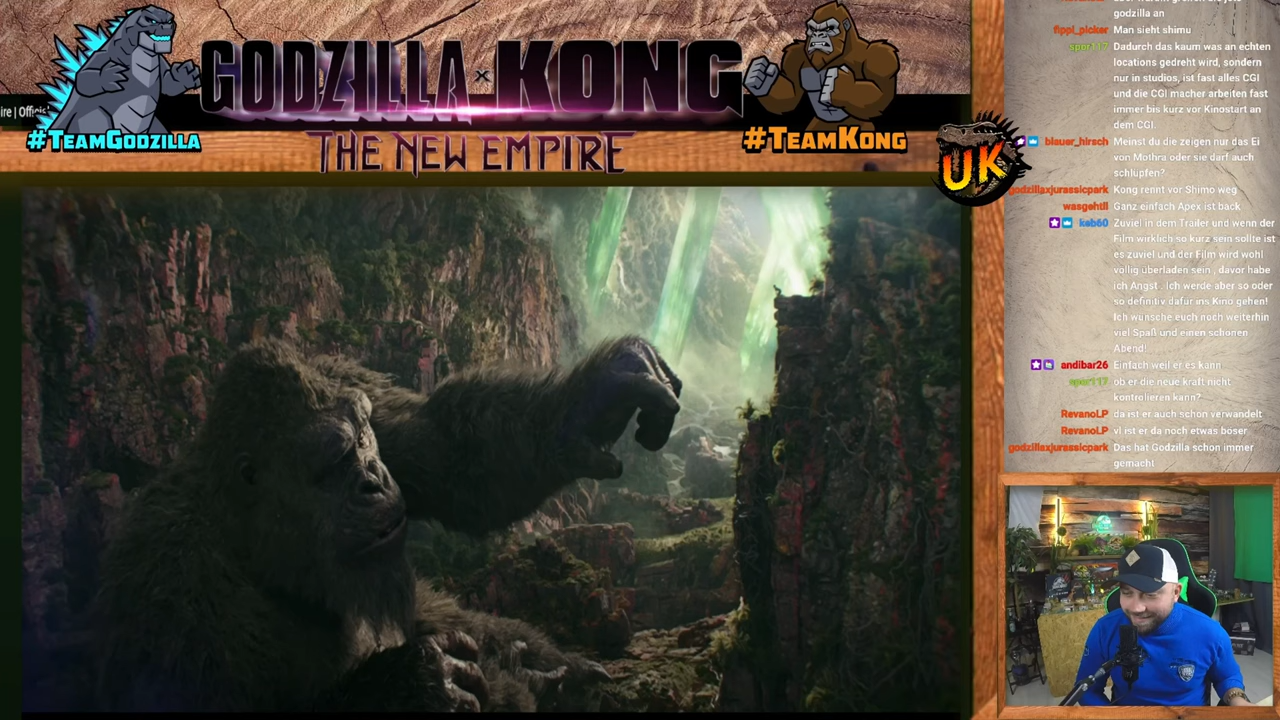 ire | Offici
#TEAMGODZILLA
GODZILLA x KONG
THE NEW EMPIRE
#TEAMKONG
UK
godzilla an
fippi_picker Man sieht shimu
sper117 Dadurch das kaum was an echten
locations gedreht wird, sondern
nur in studios, ist fast alles CGI
und die CGI macher arbeiten fast
immer bis kurz vor Kinostart an
dem CGI.
blauer_hirsch Meinst du die zeigen nur das Ei
von Mothra oder sie darf auch
schlupfen?
godzillaxjurassicpark Kong rennt vor Shimo weg
wasgehtll Ganz einfach Apex ist back
keb60 Zuviel in dem Trailer und wenn der
Film wirklich so kurz sein sollte ist
es zuviel und der Film wird wohl
vollig überladen sein , davor habe
ich Angst . Ich werde aber so oder
so definitiv dafür ins Kino gehen!
Ich wünsche euch noch weiterhin
viel Spaß und einen schönen
Abend!
andibar26 Einfach weil er es kann
sper117 ob er die neue kraft nicht
kontrolieren kann?
RevanoLP da ist er auch schon verwandelt
RevanoLP vl ist er da noch etwas böser
godzillaxjurassicpark Das hat Godzilla schon immer
gemacht